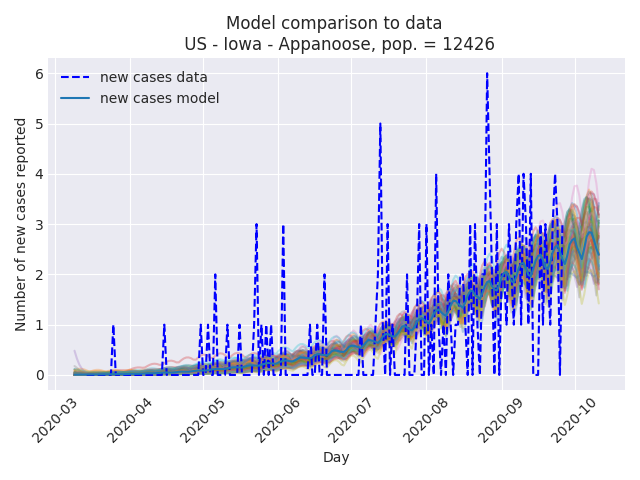 Model comparison to data
US - Iowa - Appanoose, pop. = 12426
new cases data
new cases model
Number of new cases reported
6
5
4
3
2
1
0
2020-03
2020-04
2020-05
2020-06
2020-07
2020-08
2020-09
2020-10
Day